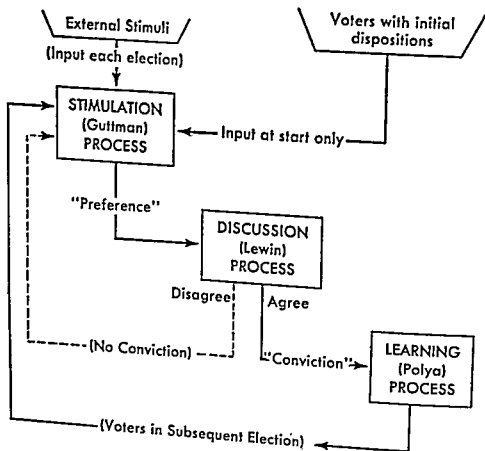 External Stimuli
(Input each election)
Voters with initial
dispositions
STIMULATION
(Guttman)
PROCESS
Input at start only
"Preference"
DISCUSSION
(Lewin)
PROCESS
Disagree
Agree
(No Conviction)
"Conviction"
LEARNING
(Polya)
PROCESS
(Voters in Subsequent Election)